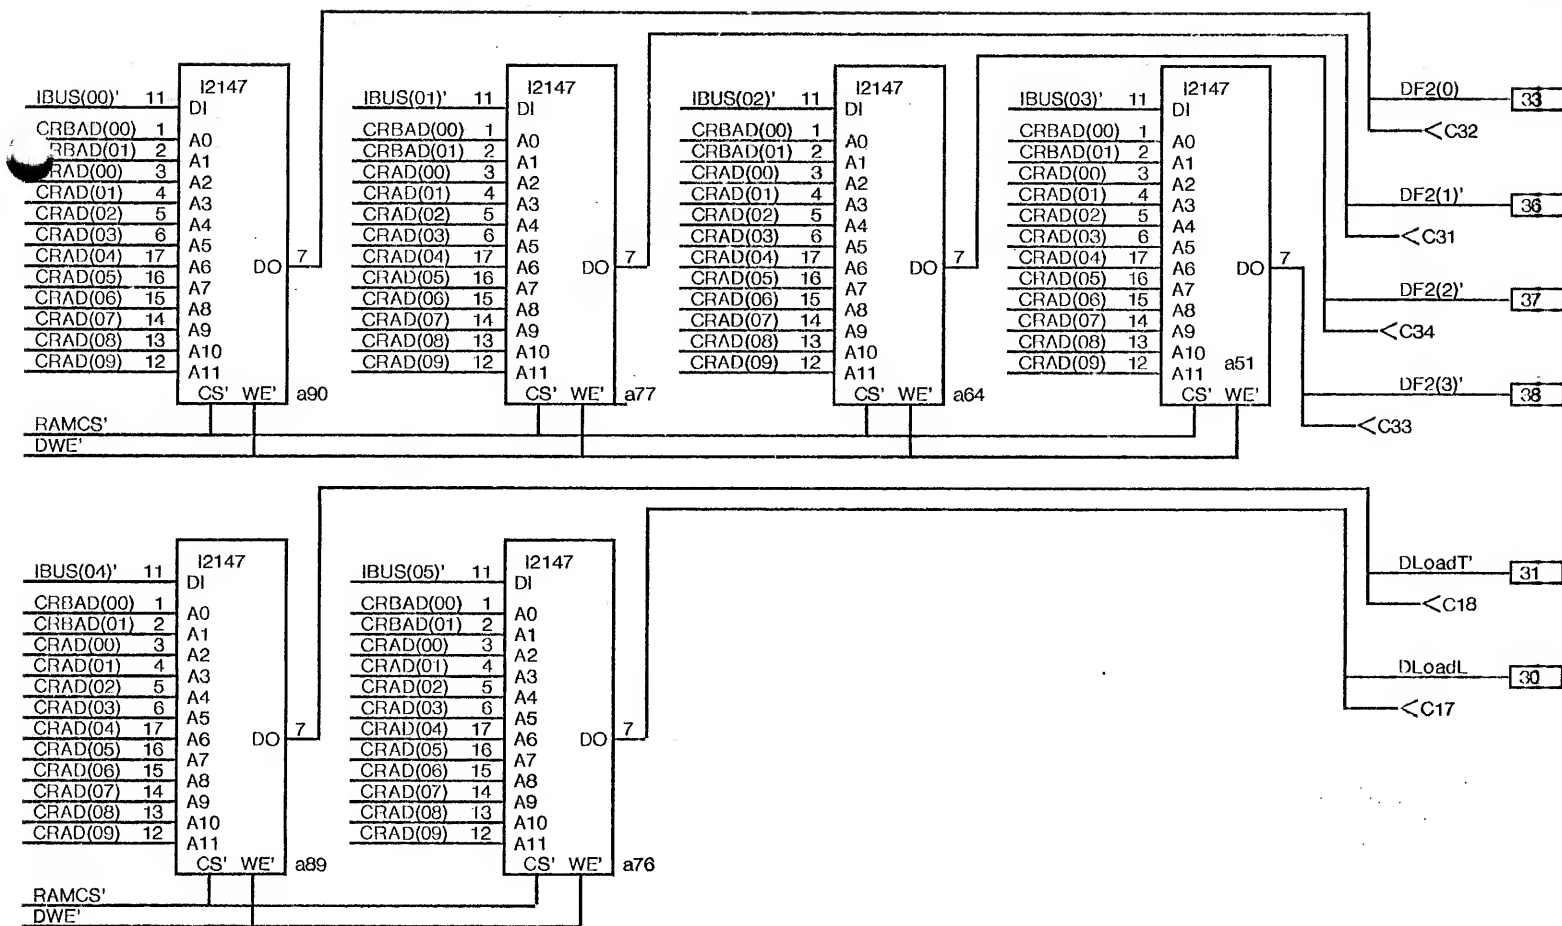 I2147 I2147 I2147 I2147
IBUS(00)' 11 DI IBUS(01)' 11 DI IBUS(02)' 11 DI IBUS(03)' 11 DI DF2(0) 33
CRBAD(00) 1 A0 CRBAD(00) 1 A0 CRBAD(00) 1 A0 CRBAD(00) 1 A0 <C32
RBAD(01) 2 A1 CRBAD(01) 2 A1 CRBAD(01) 2 A1 CRBAD(01) 2 A1
CRAD(00) 3 A2 CRAD(00) 3 A2 CRAD(00) 3 A2 CRAD(00) 3 A2
CRAD(01) 4 A3 CRAD(01) 4 A3 CRAD(01) 4 A3 CRAD(01) 4 A3 DF2(1)' 36
CRAD(02) 5 A4 CRAD(02) 5 A4 CRAD(02) 5 A4 CRAD(02) 5 A4
CRAD(03) 6 A5 CRAD(03) 6 A5 CRAD(03) 6 A5 CRAD(03) 6 A5 <C31
CRAD(04) 17 A6 DO 7 CRAD(04) 17 A6 DO 7 CRAD(04) 17 A6 DO 7 CRAD(04) 17 A6 DO 7
CRAD(05) 16 A7 CRAD(05) 16 A7 CRAD(05) 16 A7 CRAD(05) 16 A7
CRAD(06) 15 A8 CRAD(06) 15 A8 CRAD(06) 15 A8 CRAD(06) 15 A8 DF2(2)' 37
CRAD(07) 14 A9 CRAD(07) 14 A9 CRAD(07) 14 A9 CRAD(07) 14 A9 <C34
CRAD(08) 13 A10 CRAD(08) 13 A10 CRAD(08) 13 A10 CRAD(08) 13 A10
CRAD(09) 12 A11 CRAD(09) 12 A11 CRAD(09) 12 A11 CRAD(09) 12 A11 a51
CS' WE' a90 CS' WE' a77 CS' WE' a64 CS' WE' DF2(3)' 38
RAMCS' <C33
DWE'
I2147 I2147
IBUS(04)' 11 DI IBUS(05)' 11 DI DLoadT' 31
CRBAD(00) 1 A0 CRBAD(00) 1 A0 <C18
CRBAD(01) 2 A1 CRBAD(01) 2 A1
CRAD(00) 3 A2 CRAD(00) 3 A2
CRAD(01) 4 A3 CRAD(01) 4 A3 DLoadL 30
CRAD(02) 5 A4 CRAD(02) 5 A4
CRAD(03) 6 A5 CRAD(03) 6 A5 <C17
CRAD(04) 17 A6 DO 7 CRAD(04) 17 A6 DO 7
CRAD(05) 16 A7 CRAD(05) 16 A7
CRAD(06) 15 A8 CRAD(06) 15 A8
CRAD(07) 14 A9 CRAD(07) 14 A9
CRAD(08) 13 A10 CRAD(08) 13 A10
CRAD(09) 12 A11 CRAD(09) 12 A11
CS' WE' a89 CS' WE' a76
RAMCS'
DWE'